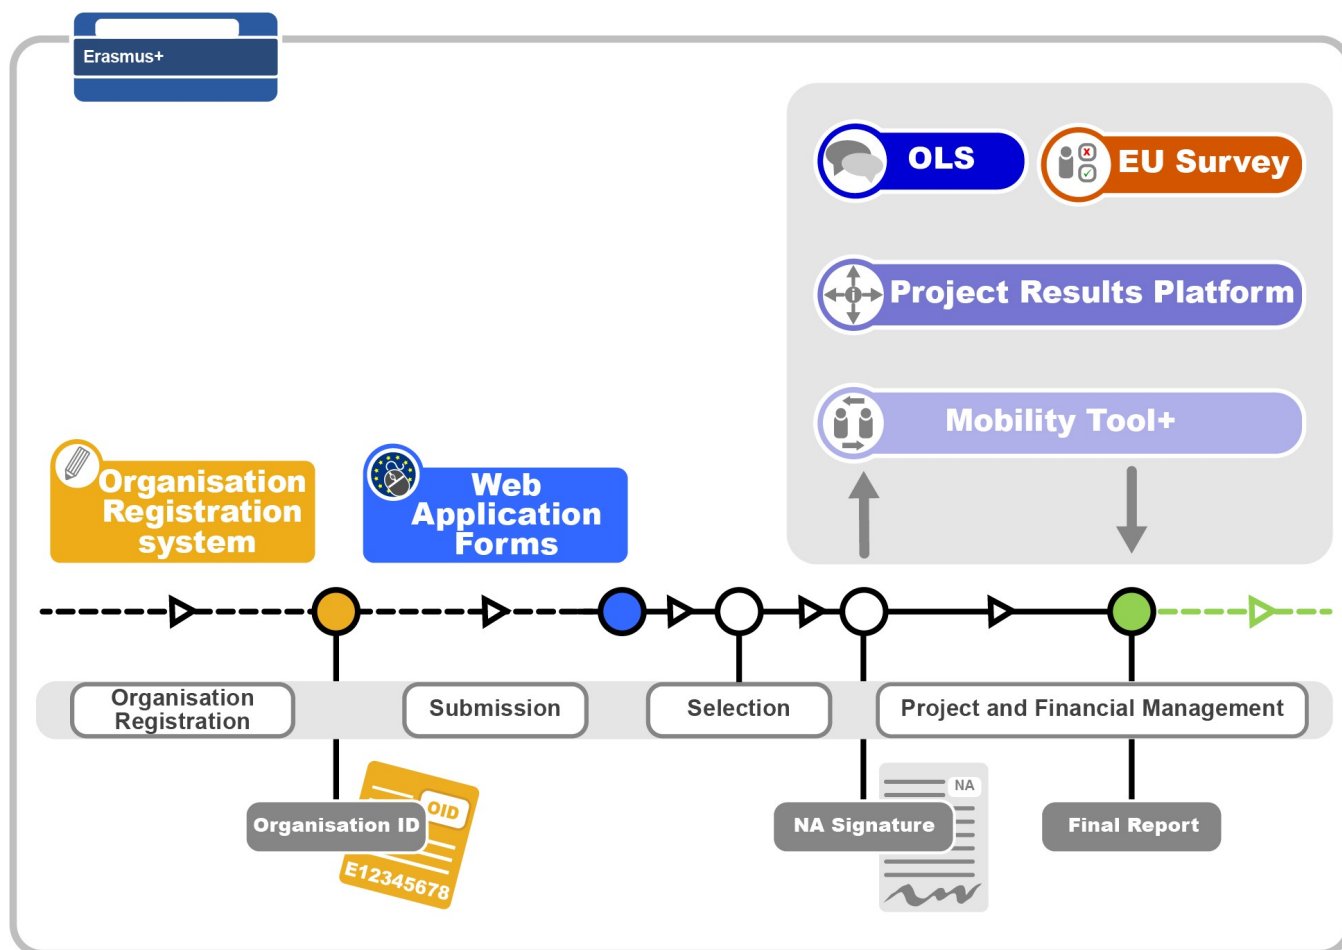 Erasmus+
OLS
EU Survey
Project Results Platform
Mobility Tool+
Organisation
Registration
system
Web
Application
Forms
Organisation
Registration
Submission
Selection
Project and Financial Management
Organisation ID
OID
E12345678
NA Signature
NA
Final Report